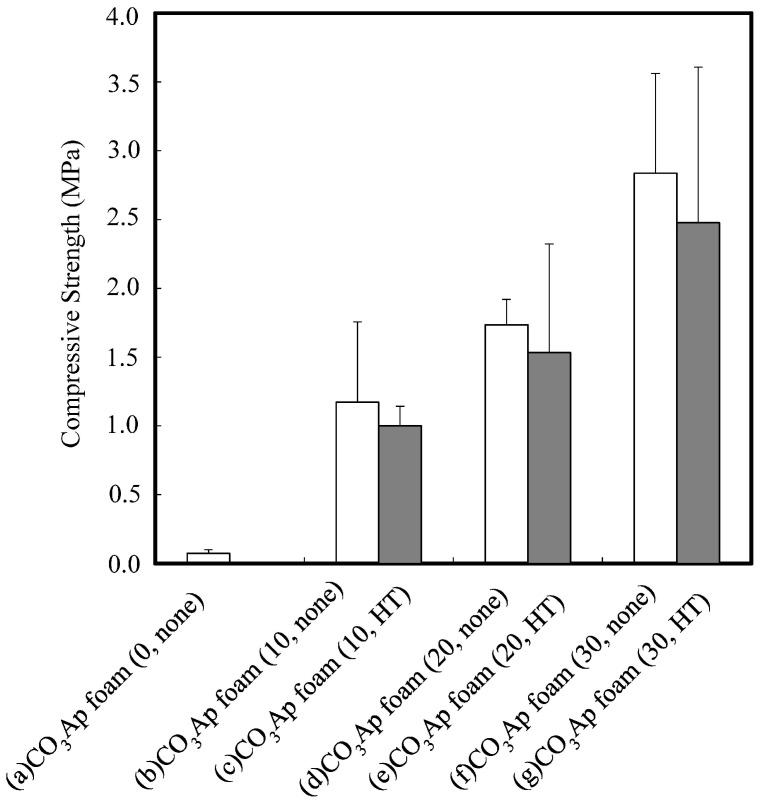 4.0
3.5
3.0
2.5
2.0
1.5
1.0
0.5
0.0
Compressive Strength (MPa)
(a)CO₃Ap foam (0, none)
(b)CO₃Ap foam (10, none)
(c)CO₃Ap foam (10, HT)
(d)CO₃Ap foam (20, none)
(e)CO₃Ap foam (20, HT)
(f)CO₃Ap foam (30, none)
(g)CO₃Ap foam (30, HT)